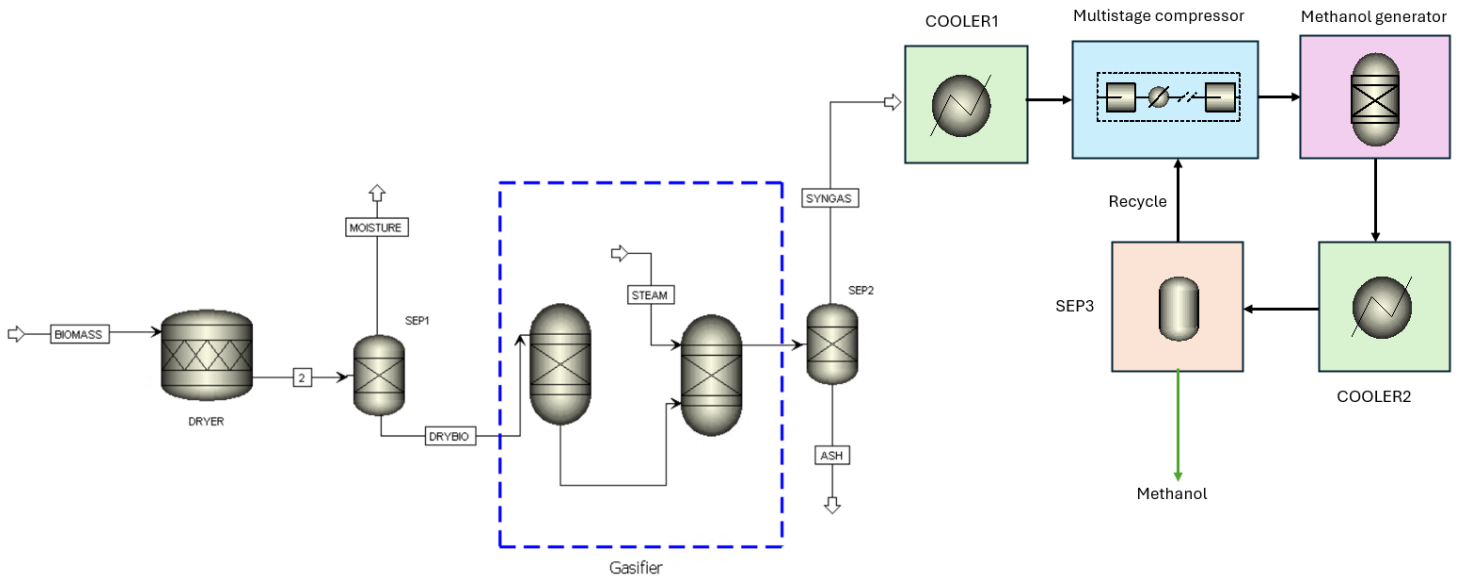 COOLER1
Multistage compressor
Methanol generator
SYNGAS
Recycle
MOISTURE
STEAM
SEP2
SEP1
SEP3
BIOMASS
2
DRYER
DRYBIO
COOLER2
ASH
Methanol
Gasifier